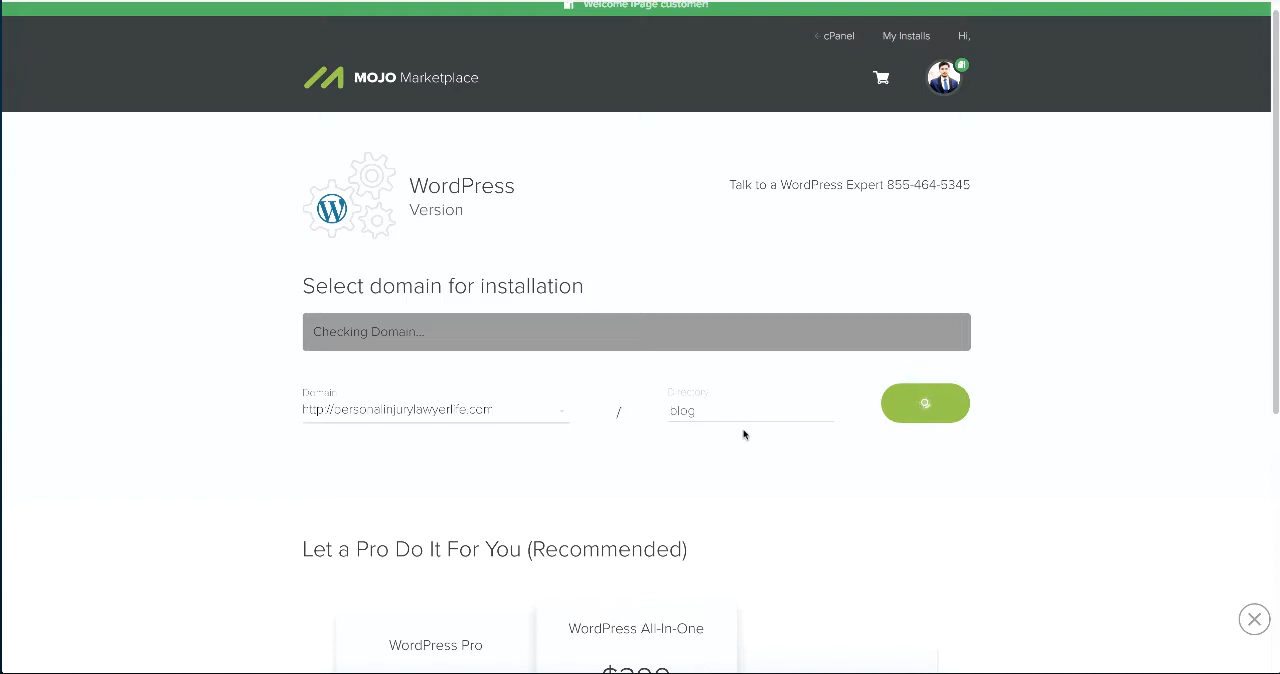 Welcome iPage customer!
cPanel My Installs Hi,
MOJO Marketplace
WordPress
Version
Talk to a WordPress Expert 855-464-5345
Select domain for installation
Checking Domain...
Domain
Directory
http://personalinjurylawyerlife.com / blog
Let a Pro Do It For You (Recommended)
WordPress All-In-One
WordPress Pro